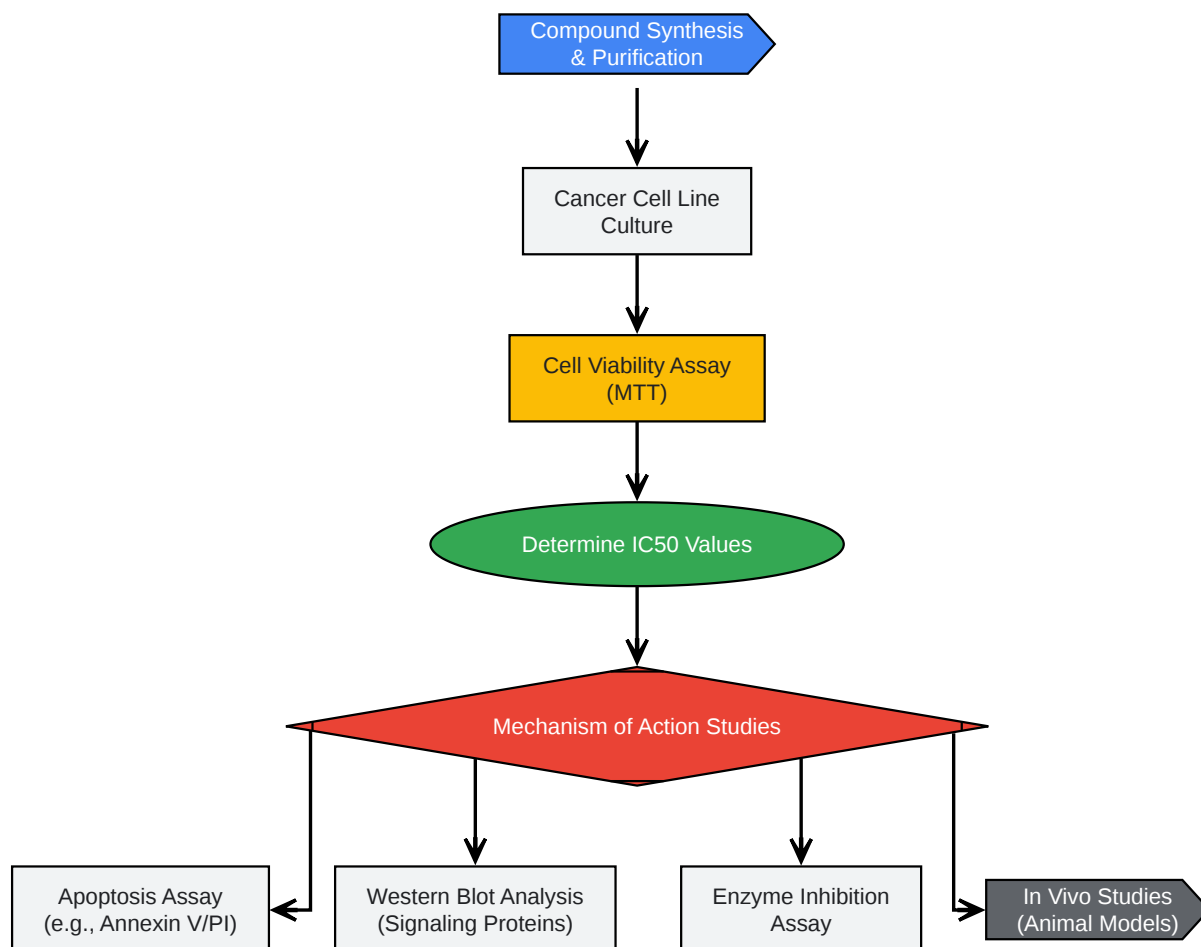 Compound Synthesis
& Purification
Cancer Cell Line
Culture
Cell Viability Assay
(MTT)
Determine IC50 Values
Mechanism of Action Studies
Apoptosis Assay
(e.g., Annexin V/PI)
Western Blot Analysis
(Signaling Proteins)
Enzyme Inhibition
Assay
In Vivo Studies
(Animal Models)